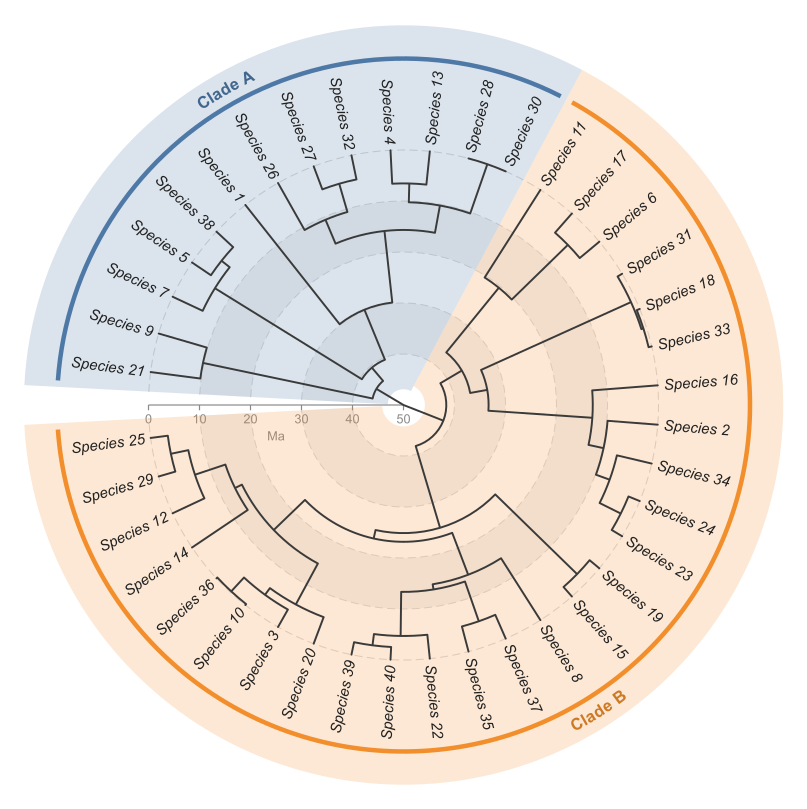 Clade A
Species 21
Species 9
Species 7
Species 5
Species 38
Species 1
Species 26
Species 27
Species 32
Species 4
Species 13
Species 28
Species 30
Species 11
Species 17
Species 6
Species 31
Species 18
Species 33
Species 16
Species 2
Species 34
Species 24
Species 23
Species 19
Species 15
Species 8
Species 37
Species 35
Species 22
Species 40
Species 39
Species 20
Species 3
Species 10
Species 36
Species 14
Species 12
Species 29
Species 25
Clade B
0 10 20 30 40 50
Ma